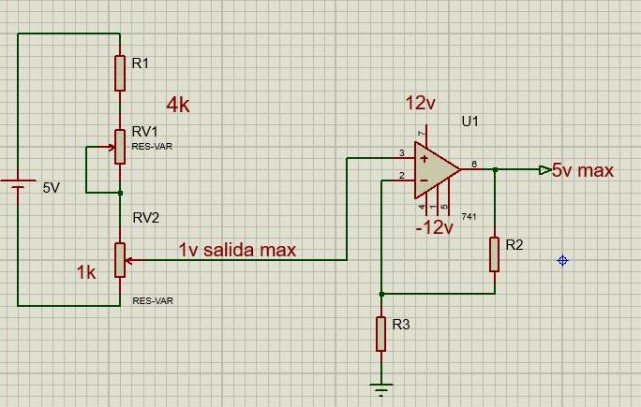 R1
4k
RV1
RES-VAR
5V
RV2
1k
RES-VAR
1v salida max
12v
U1
7
3
2
6
4
1
5
741
-12v
5v max
R2
R3